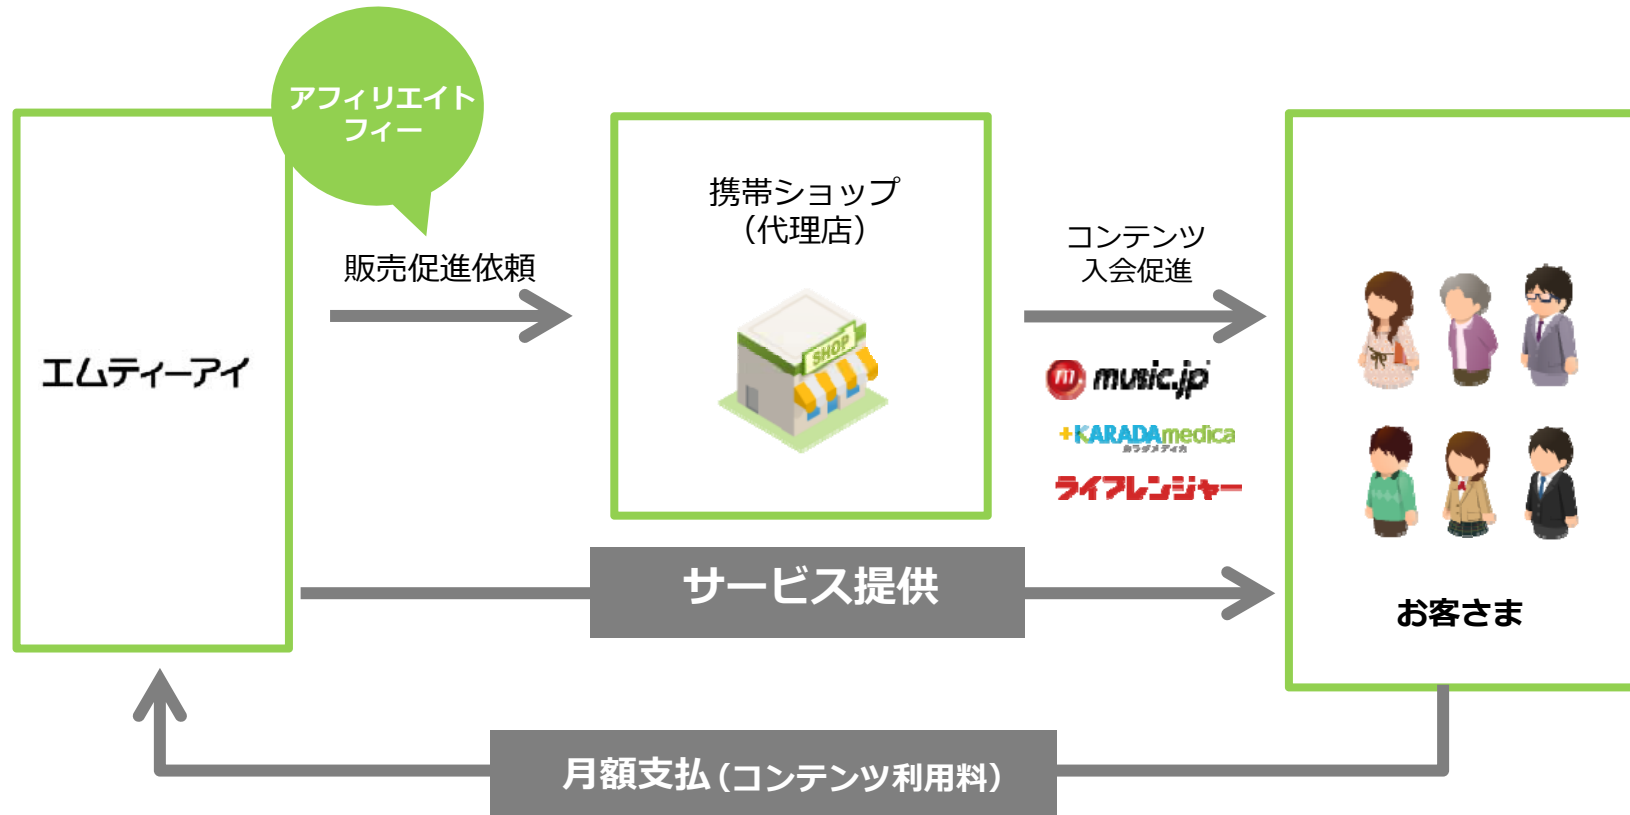 アフィリエイト
フィー
エムティーアイ
販売促進依頼
携帯ショップ
（代理店）
SHOP
コンテンツ
入会促進
m music.jp
+KARADAmedica
カラダメディカ
ライフレンジャー
お客さま
サービス提供
月額支払（コンテンツ利用料）